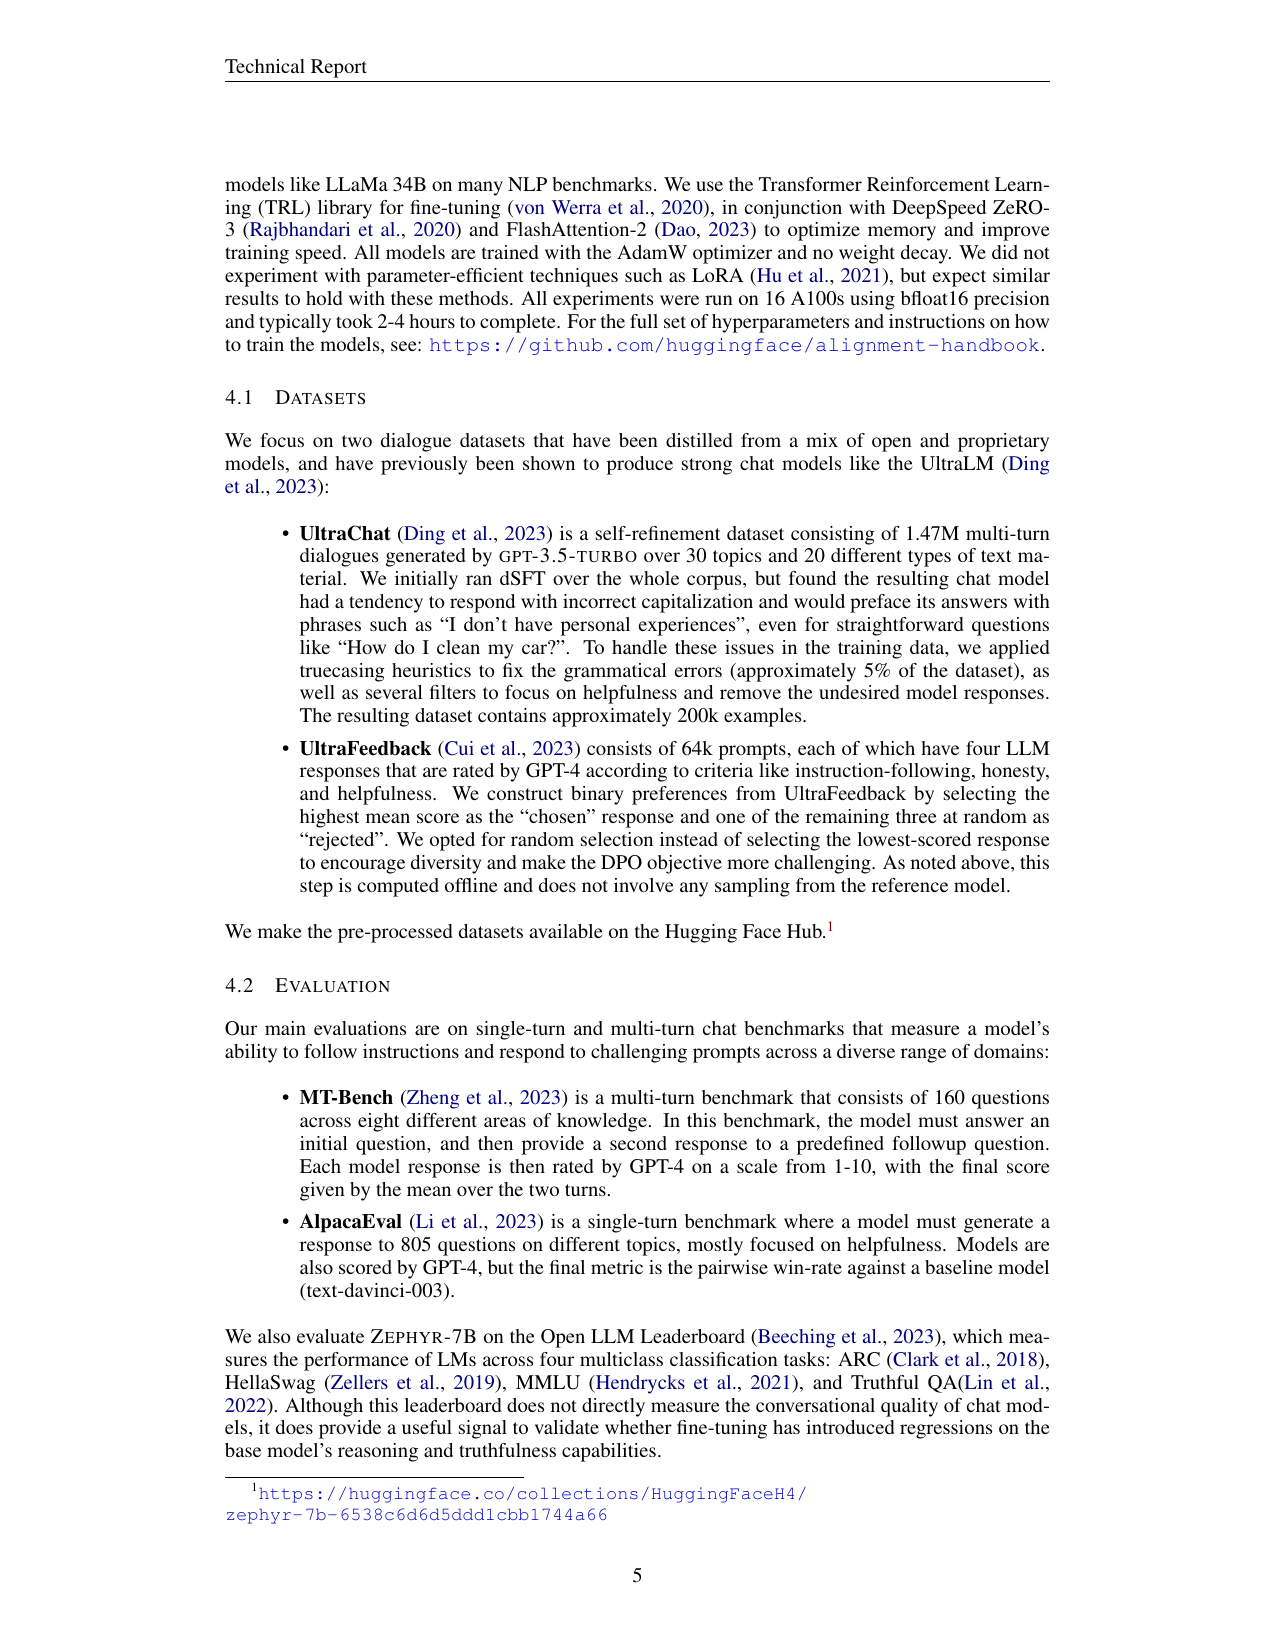 Technical Report
models like LLaMa 34B on many NLP benchmarks. We use the Transformer Reinforcement Learn-
ing (TRL) library for fine-tuning (von Werra et al., 2020), in conjunction with DeepSpeed ZeRO-
3 (Rajbhandari et al., 2020) and FlashAttention-2 (Dao, 2023) to optimize memory and improve
training speed. All models are trained with the AdamW optimizer and no weight decay. We did not
experiment with parameter-efficient techniques such as LoRA (Hu et al., 2021), but expect similar
results to hold with these methods. All experiments were run on 16 A100s using bfloat16 precision
and typically took 2-4 hours to complete. For the full set of hyperparameters and instructions on how
to train the models, see: https://github.com/huggingface/alignment-handbook.
4.1 DATASETS
We focus on two dialogue datasets that have been distilled from a mix of open and proprietary
models, and have previously been shown to produce strong chat models like the UltraLM (Ding
et al., 2023):
• UltraChat (Ding et al., 2023) is a self-refinement dataset consisting of 1.47M multi-turn
dialogues generated by GPT-3.5-TURBO over 30 topics and 20 different types of text ma-
terial. We initially ran dSFT over the whole corpus, but found the resulting chat model
had a tendency to respond with incorrect capitalization and would preface its answers with
phrases such as “I don’t have personal experiences”, even for straightforward questions
like “How do I clean my car?”. To handle these issues in the training data, we applied
truecasing heuristics to fix the grammatical errors (approximately 5% of the dataset), as
well as several filters to focus on helpfulness and remove the undesired model responses.
The resulting dataset contains approximately 200k examples.
• UltraFeedback (Cui et al., 2023) consists of 64k prompts, each of which have four LLM
responses that are rated by GPT-4 according to criteria like instruction-following, honesty,
and helpfulness. We construct binary preferences from UltraFeedback by selecting the
highest mean score as the “chosen” response and one of the remaining three at random as
“rejected”. We opted for random selection instead of selecting the lowest-scored response
to encourage diversity and make the DPO objective more challenging. As noted above, this
step is computed offline and does not involve any sampling from the reference model.
We make the pre-processed datasets available on the Hugging Face Hub.1
4.2 EVALUATION
Our main evaluations are on single-turn and multi-turn chat benchmarks that measure a model’s
ability to follow instructions and respond to challenging prompts across a diverse range of domains:
• MT-Bench (Zheng et al., 2023) is a multi-turn benchmark that consists of 160 questions
across eight different areas of knowledge. In this benchmark, the model must answer an
initial question, and then provide a second response to a predefined followup question.
Each model response is then rated by GPT-4 on a scale from 1-10, with the final score
given by the mean over the two turns.
• AlpacaEval (Li et al., 2023) is a single-turn benchmark where a model must generate a
response to 805 questions on different topics, mostly focused on helpfulness. Models are
also scored by GPT-4, but the final metric is the pairwise win-rate against a baseline model
(text-davinci-003).
We also evaluate ZEPHYR-7B on the Open LLM Leaderboard (Beeching et al., 2023), which mea-
sures the performance of LMs across four multiclass classification tasks: ARC (Clark et al., 2018),
HellaSwag (Zellers et al., 2019), MMLU (Hendrycks et al., 2021), and Truthful QA(Lin et al.,
2022). Although this leaderboard does not directly measure the conversational quality of chat mod-
els, it does provide a useful signal to validate whether fine-tuning has introduced regressions on the
base model’s reasoning and truthfulness capabilities.
1https://huggingface.co/collections/HuggingFaceH4/
zephyr-7b-6538c6d6d5ddd1cbb1744a66
5